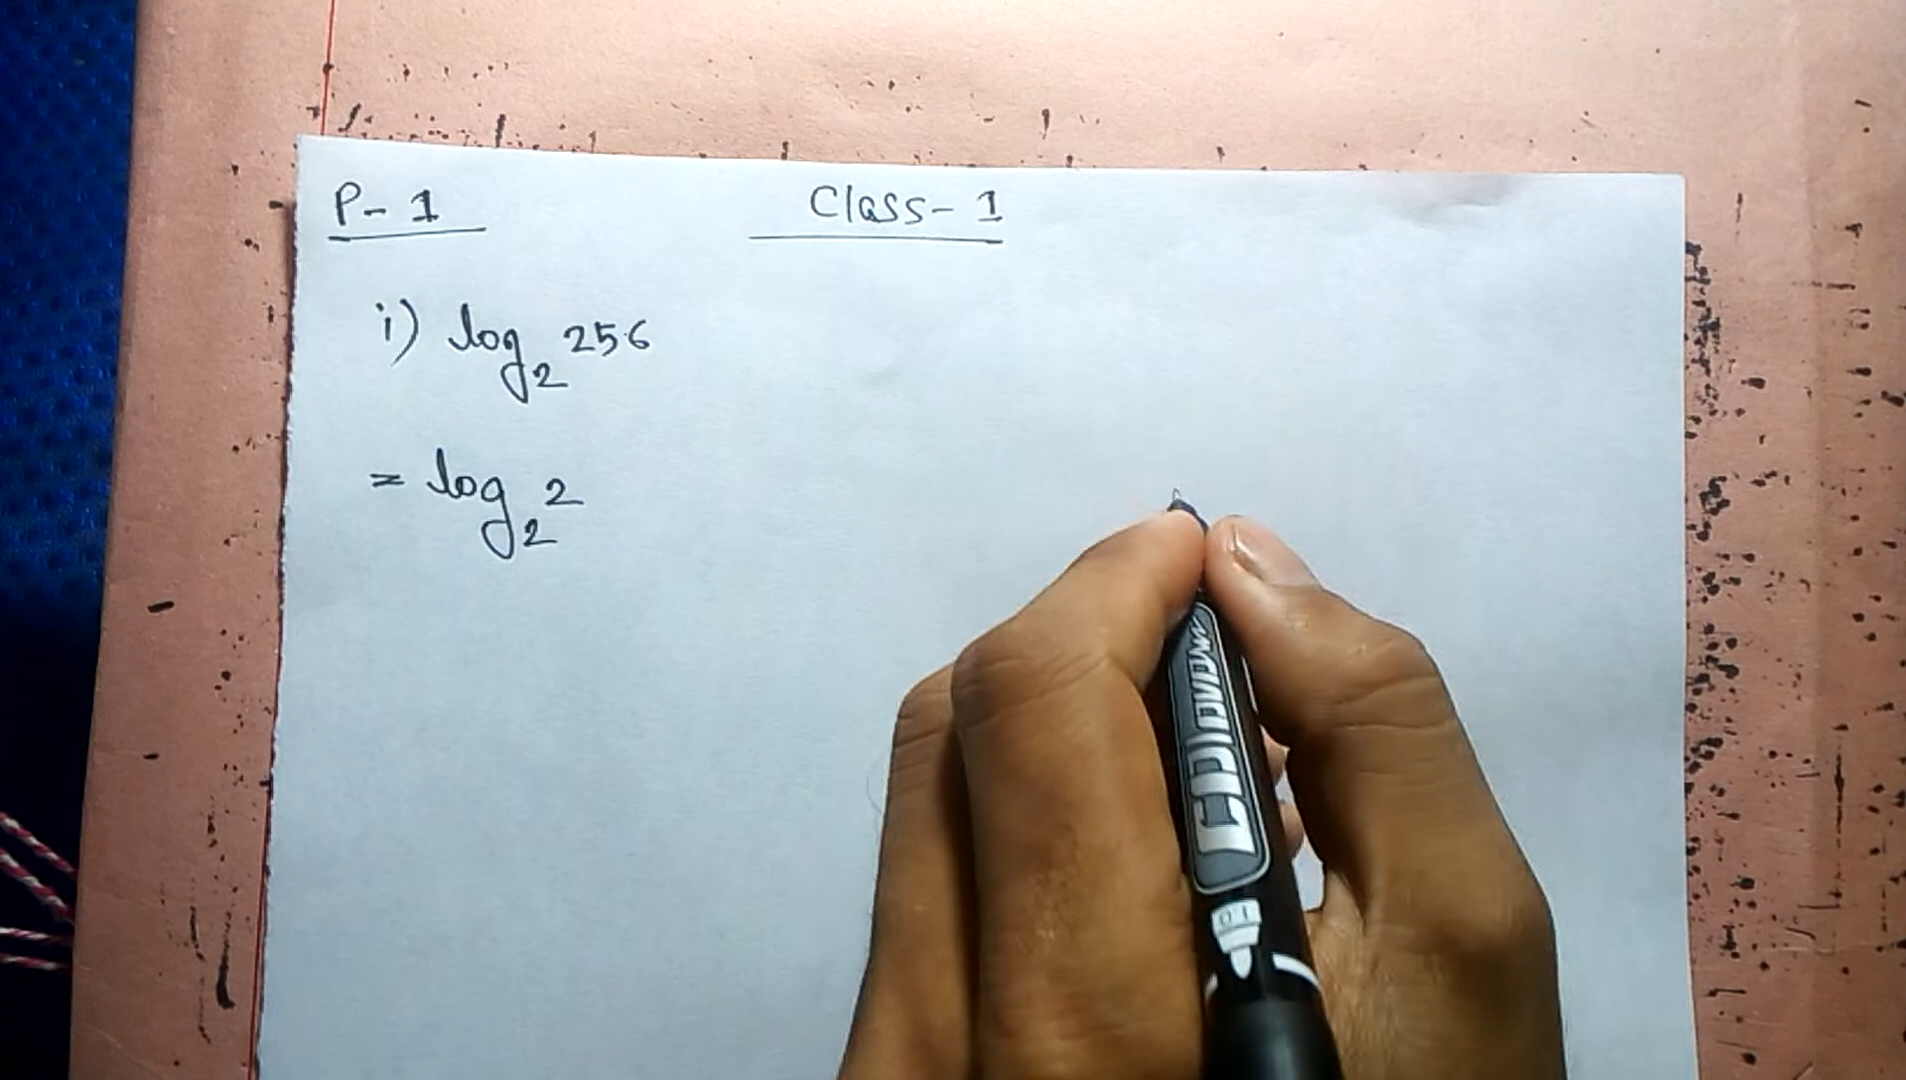 P- 1
Class- 1
i) log₂ 256
= log₂ 2